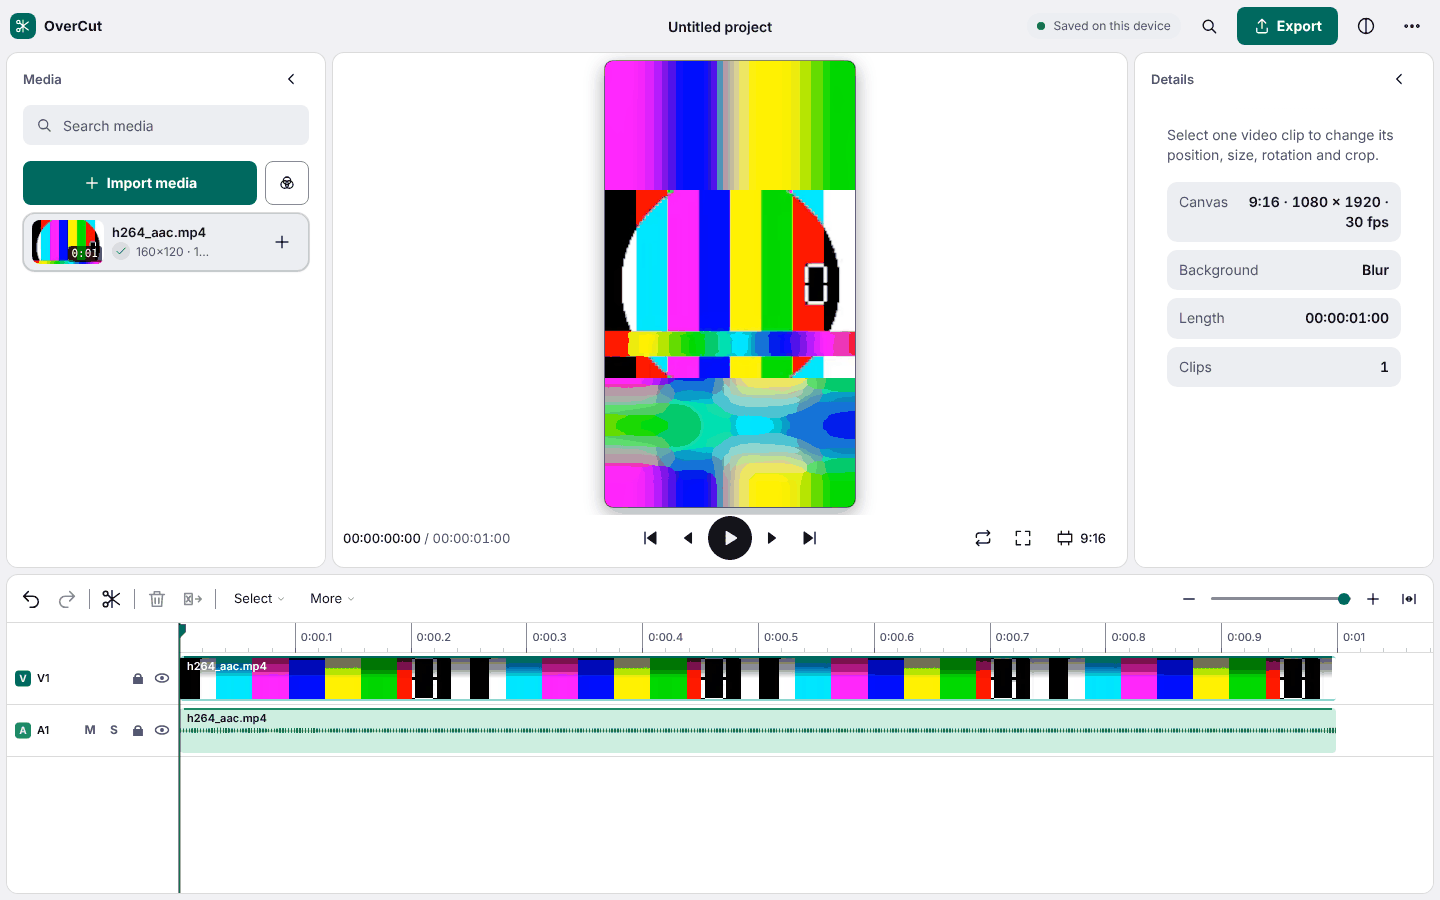 OverCut
Untitled project
Saved on this device
Export
Media
Search media
Import media
h264_aac.mp4
0:01
160×120 · 1...
0
00:00:00:00 / 00:00:01:00
9:16
Details
Select one video clip to change its
position, size, rotation and crop.
Canvas 9:16 · 1080 × 1920 ·
30 fps
Background Blur
Length 00:00:01:00
Clips 1
Select
More
0:00.1 0:00.2 0:00.3 0:00.4 0:00.5 0:00.6 0:00.7 0:00.8 0:00.9 0:01
V V1
h264_aac.mp4
A A1 M S
h264_aac.mp4